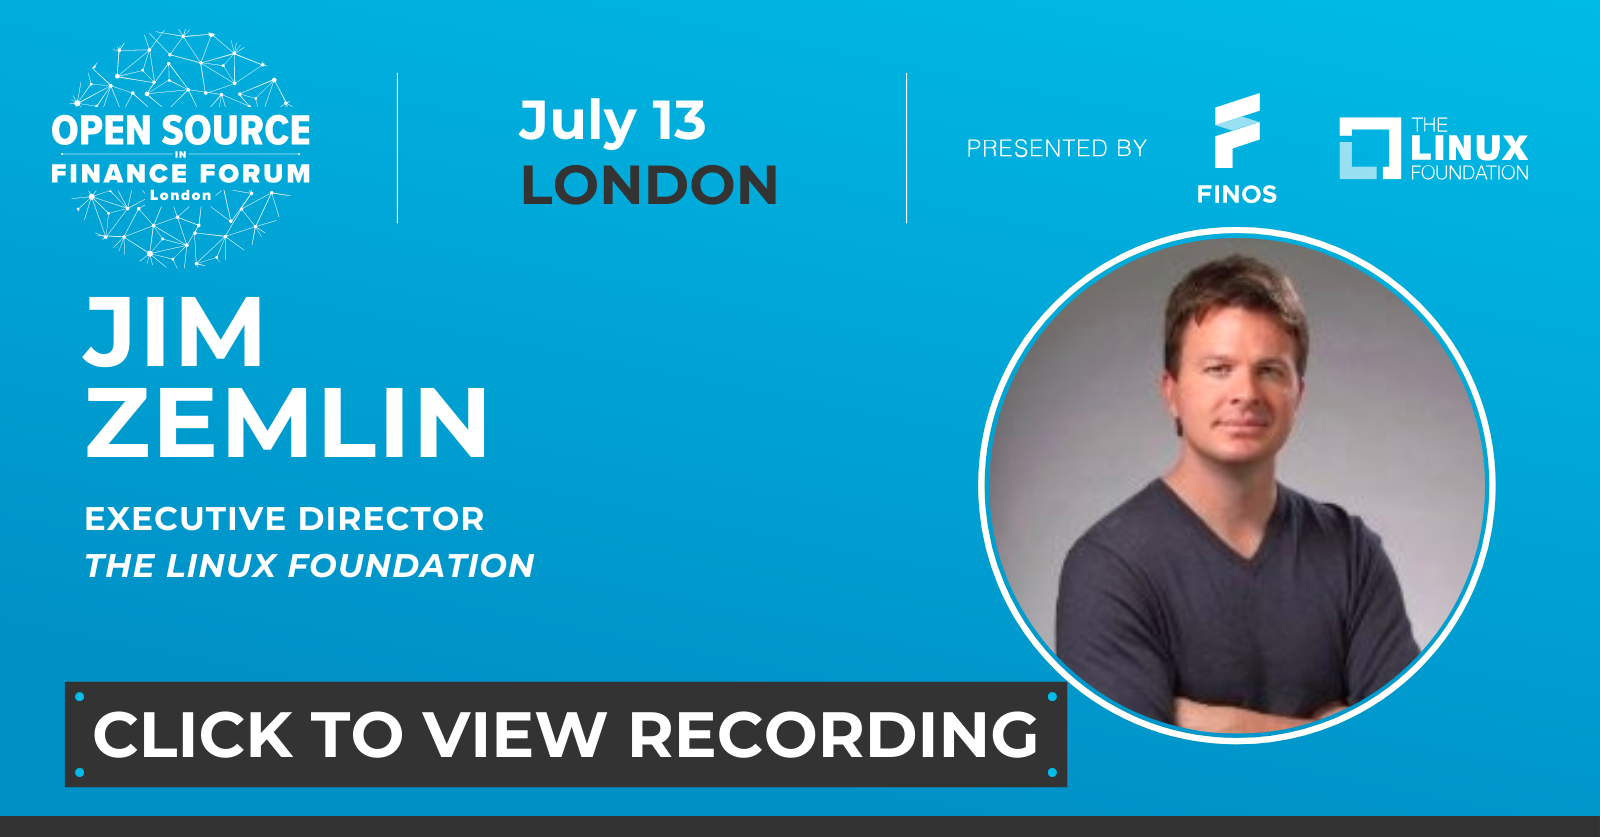 OPEN SOURCE
IN
FINANCE FORUM
London
July 13
LONDON
PRESENTED BY
FINOS
THE
LINUX
FOUNDATION
JIM
ZEMLIN
EXECUTIVE DIRECTOR
THE LINUX FOUNDATION
CLICK TO VIEW RECORDING